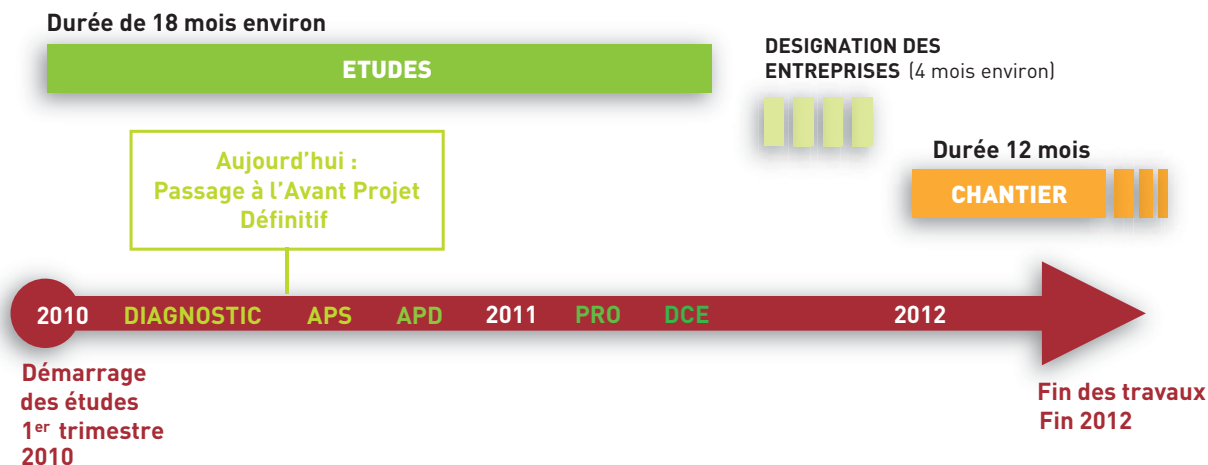 Durée de 18 mois environ
ETUDES
DESIGNATION DES
ENTREPRISES (4 mois environ)
Aujourd’hui :
Passage à l’Avant Projet
Définitif
Durée 12 mois
CHANTIER
2010 DIAGNOSTIC APS APD 2011 PRO DCE 2012
Démarrage
des études
1er trimestre
2010
Fin des travaux
Fin 2012